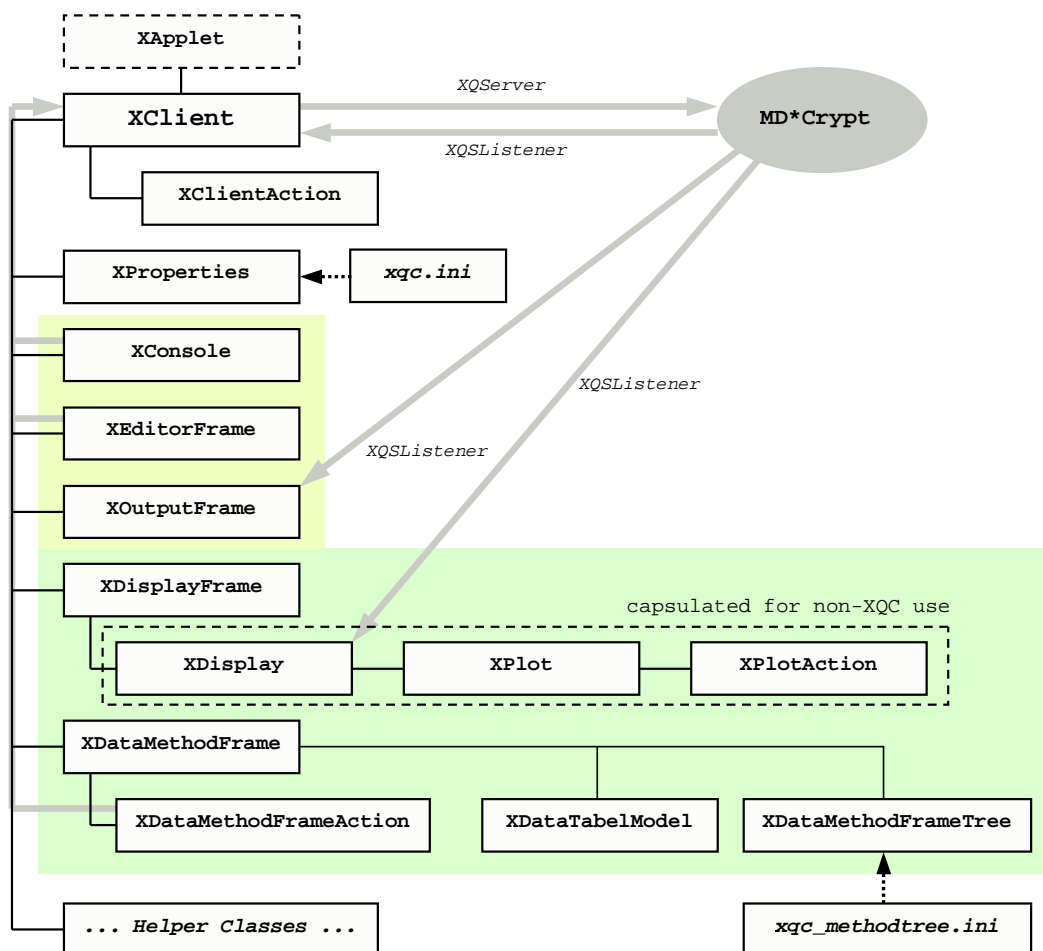 XApplet
XQServer
XClient
MD*Crypt
XQSListener
XClientAction
XProperties
xqc.ini
XConsole
XQSListener
XEditorFrame
XQSListener
XOutputFrame
XDisplayFrame
capsulated for non-XQC use
XDisplay
XPlot
XPlotAction
XDataMethodFrame
XDataMethodFrameAction
XDataTabelModel
XDataMethodFrameTree
... Helper Classes ...
xqc_methodtree.ini